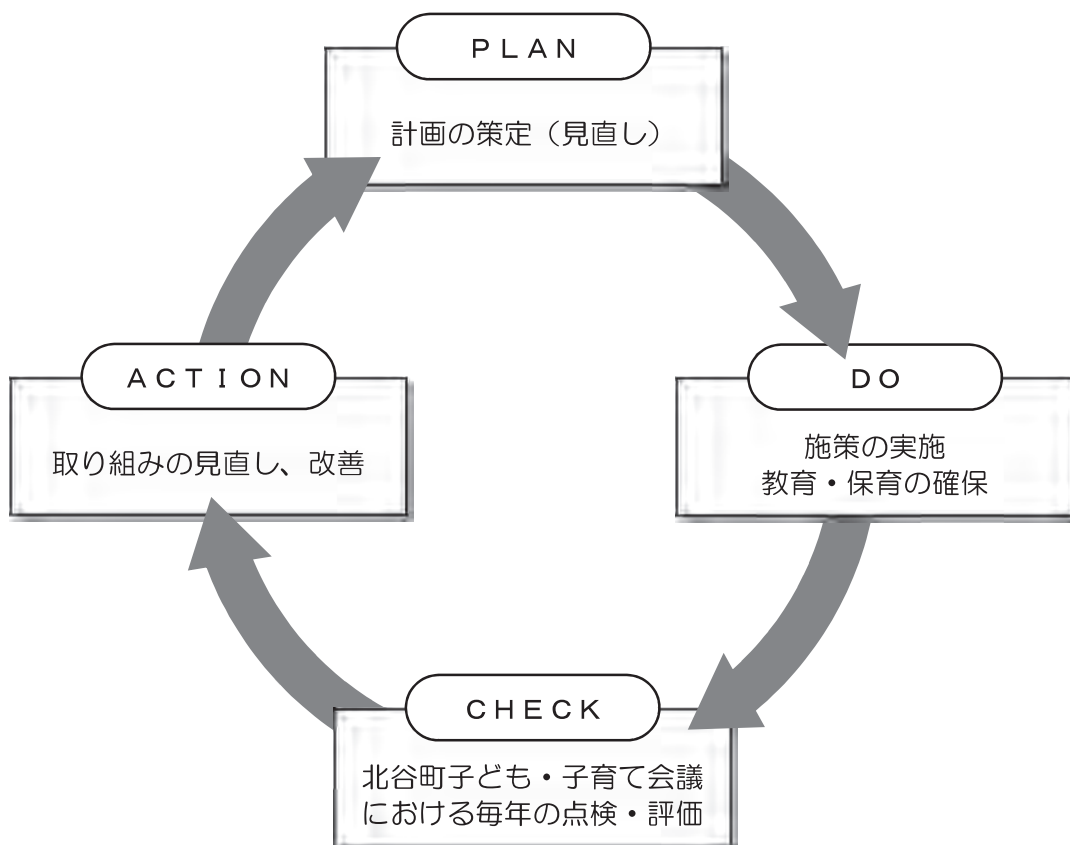 PLAN
計画の策定（見直し）
DO
施策の実施
教育・保育の確保
CHECK
北谷町子ども・子育て会議
における毎年の点検・評価
ACTION
取り組みの見直し、改善